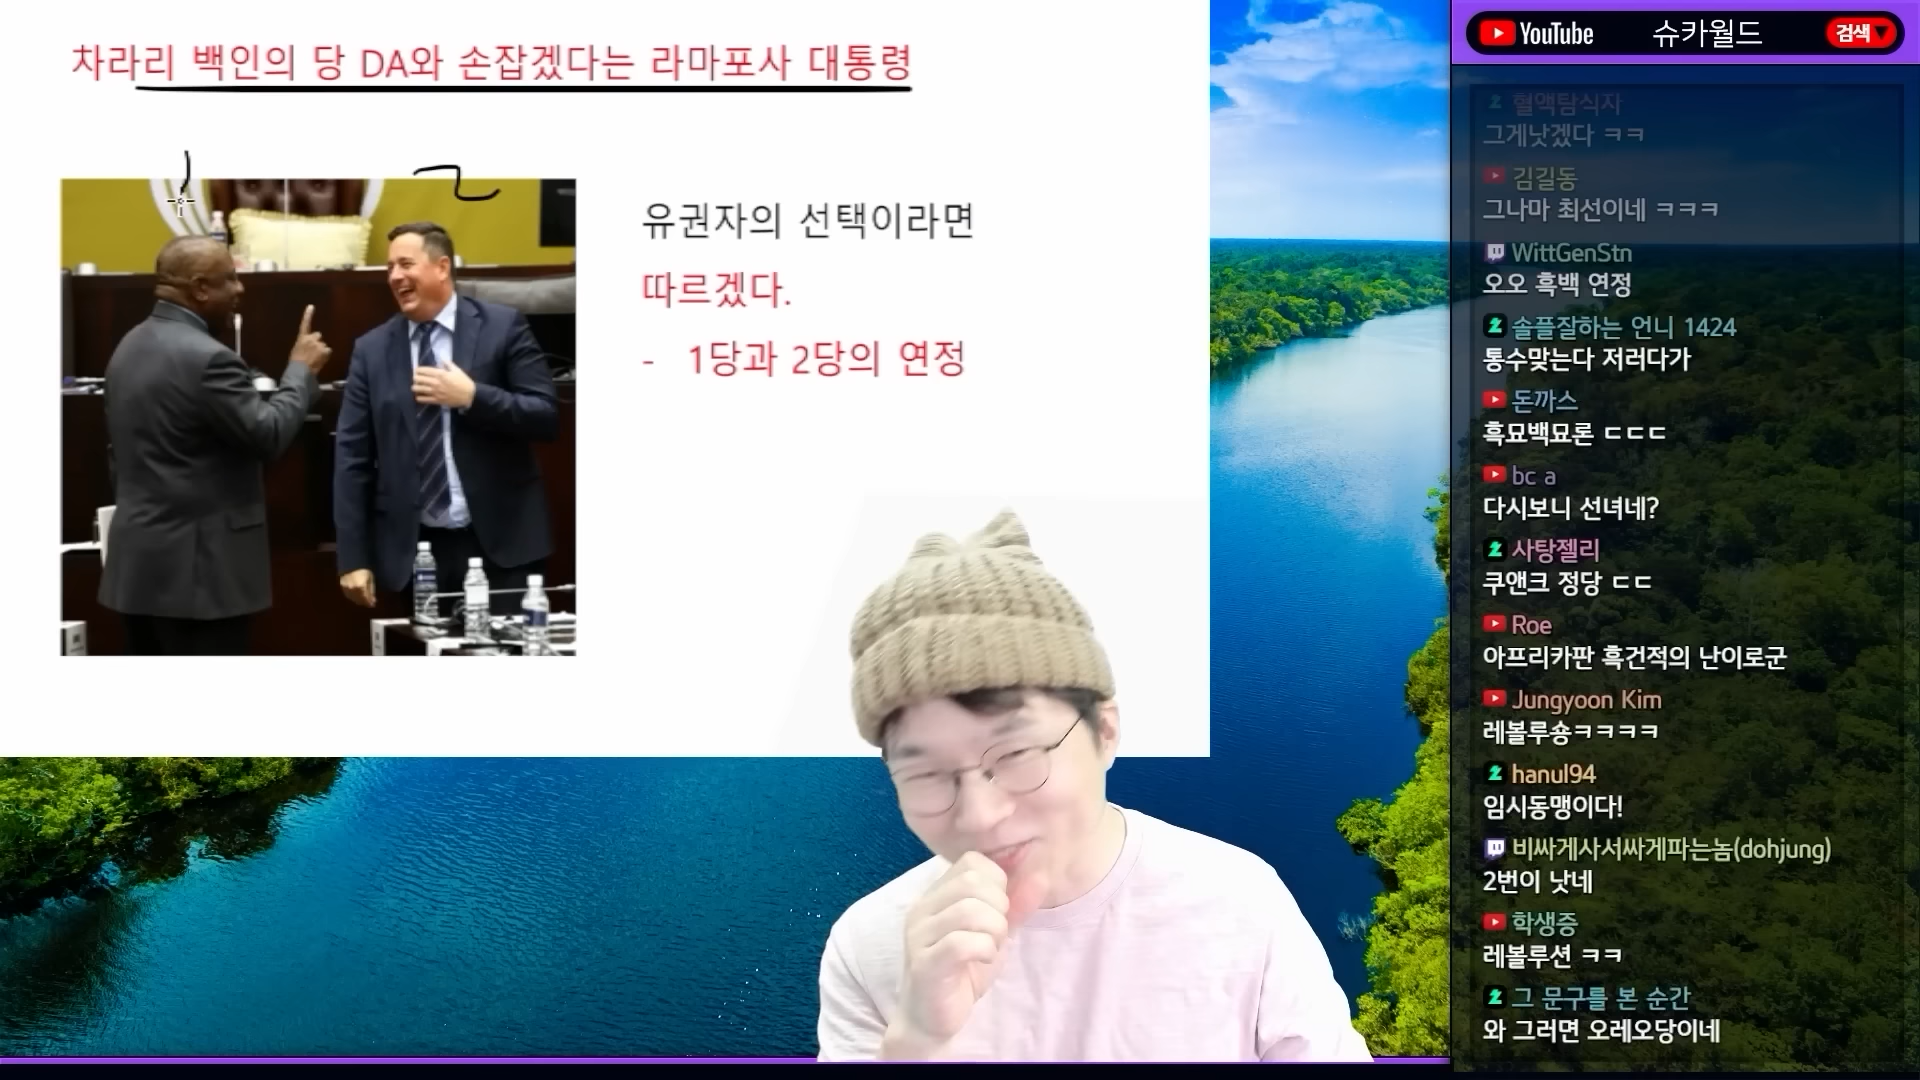 차라리 백인의 당 DA와 손잡겠다는 라마포사 대통령
1
2
유권자의 선택이라면
따르겠다.
- 1당과 2당의 연정
YouTube 슈카월드 검색
혈액탐식자
그게낫겠다 ㅋㅋ
김길동
그나마 최선이네 ㅋㅋㅋ
WittGenStn
오오 흑백 연정
솔플잘하는 언니 1424
통수맞는다 저러다가
돈까스
흑묘백묘론 ㄷㄷㄷ
bc a
다시보니 선녀네?
사탕젤리
쿠앤크 정당 ㄷㄷ
Roe
아프리카판 흑건적의 난이로군
Jungyoon Kim
레볼루숑ㅋㅋㅋㅋ
hanul94
임시동맹이다!
비싸게사서싸게파는놈(dohjung)
2번이 낫네
학생증
레볼루션 ㅋㅋ
그 문구를 본 순간
와 그러면 오레오당이네